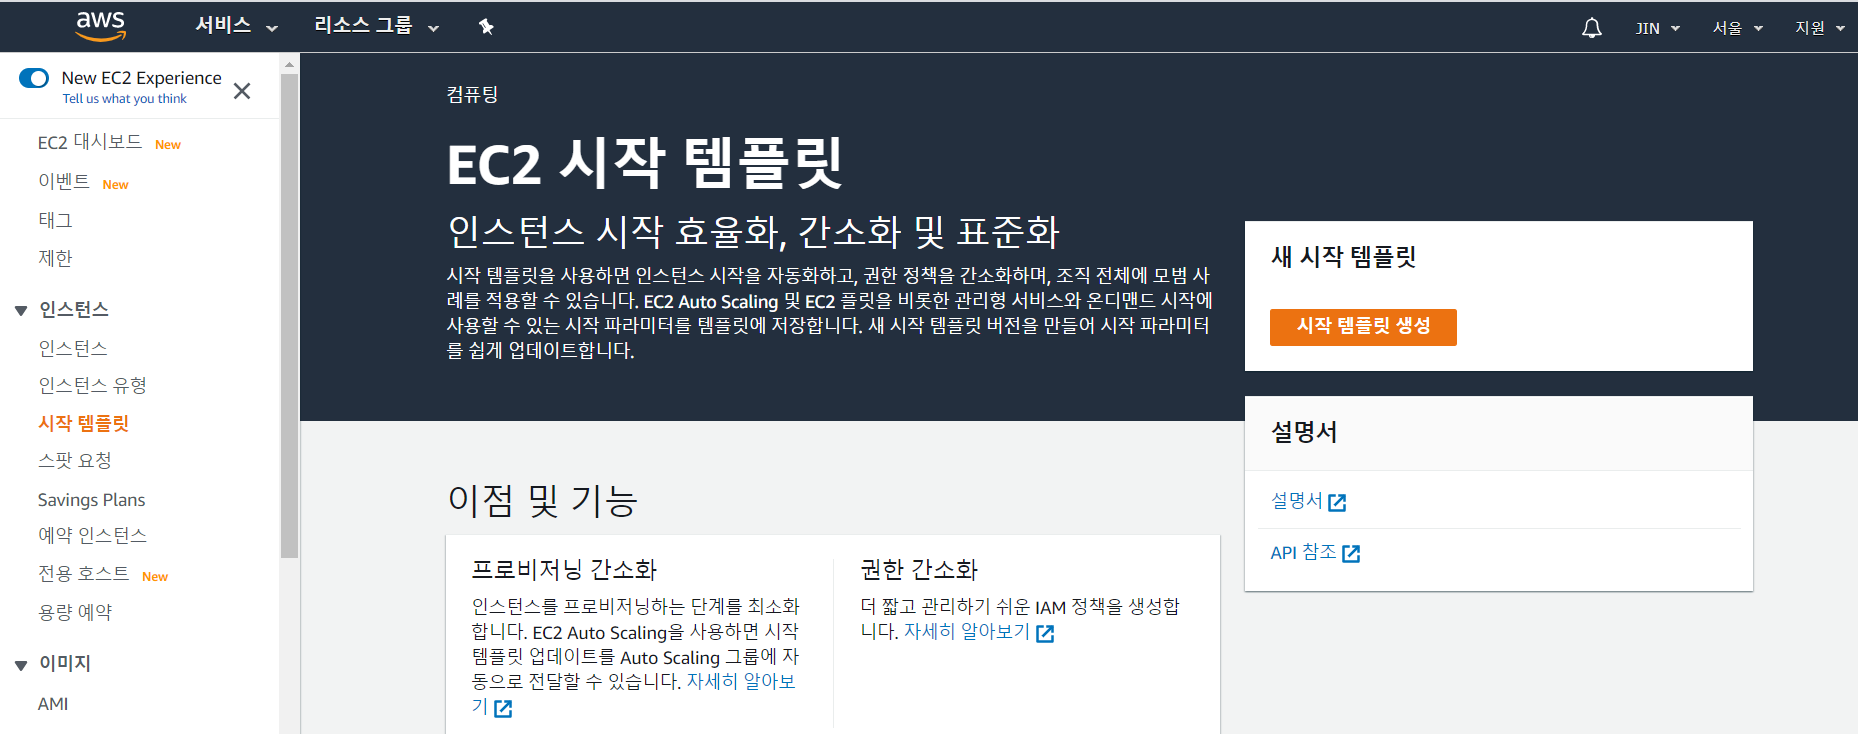 aws 서비스 리소스 그룹 JIN 서울 지원
New EC2 Experience
Tell us what you think
EC2 대시보드 New
이벤트 New
태그
제한
인스턴스
인스턴스
인스턴스 유형
시작 템플릿
스팟 요청
Savings Plans
예약 인스턴스
전용 호스트 New
용량 예약
이미지
AMI
컴퓨팅
EC2 시작 템플릿
인스턴스 시작 효율화, 간소화 및 표준화
시작 템플릿을 사용하면 인스턴스 시작을 자동화하고, 권한 정책을 간소화하며, 조직 전체에 모범 사
례를 적용할 수 있습니다. EC2 Auto Scaling 및 EC2 플릿을 비롯한 관리형 서비스와 온디맨드 시작에
사용할 수 있는 시작 파라미터를 템플릿에 저장합니다. 새 시작 템플릿 버전을 만들어 시작 파라미터
를 쉽게 업데이트합니다.
새 시작 템플릿
시작 템플릿 생성
설명서
설명서
API 참조
이점 및 기능
프로비저닝 간소화
인스턴스를 프로비저닝하는 단계를 최소화
합니다. EC2 Auto Scaling을 사용하면 시작
템플릿 업데이트를 Auto Scaling 그룹에 자
동으로 전달할 수 있습니다. 자세히 알아보
기
권한 간소화
더 짧고 관리하기 쉬운 IAM 정책을 생성합
니다. 자세히 알아보기